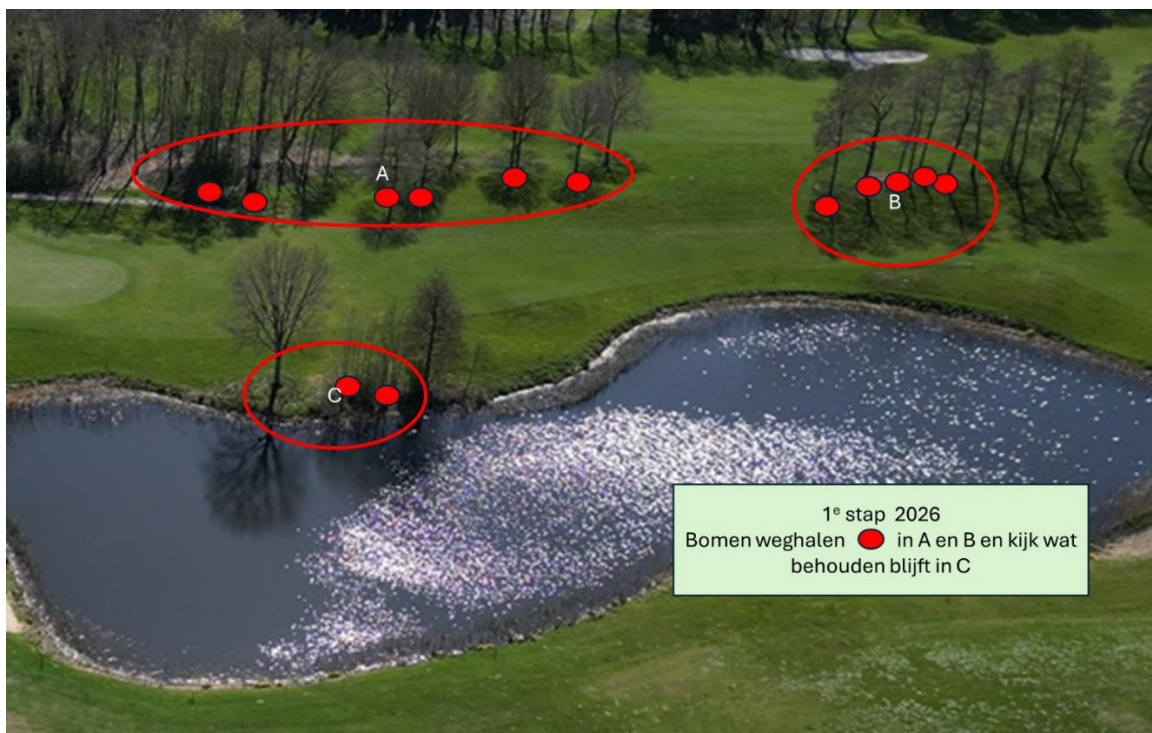 A
B
C
1e stap 2026
Bomen weghalen in A en B en kijk wat
behouden blijft in C